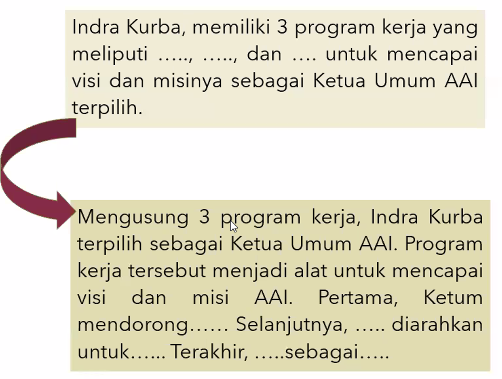 Indra Kurba, memiliki 3 program kerja yang
meliputi ….., ….., dan …. untuk mencapai
visi dan misinya sebagai Ketua Umum AAI
terpilih.
Mengusung 3 program kerja, Indra Kurba
terpilih sebagai Ketua Umum AAI. Program
kerja tersebut menjadi alat untuk mencapai
visi dan misi AAI. Pertama, Ketum
mendorong…… Selanjutnya, ….. diarahkan
untuk…... Terakhir, …..sebagai…..